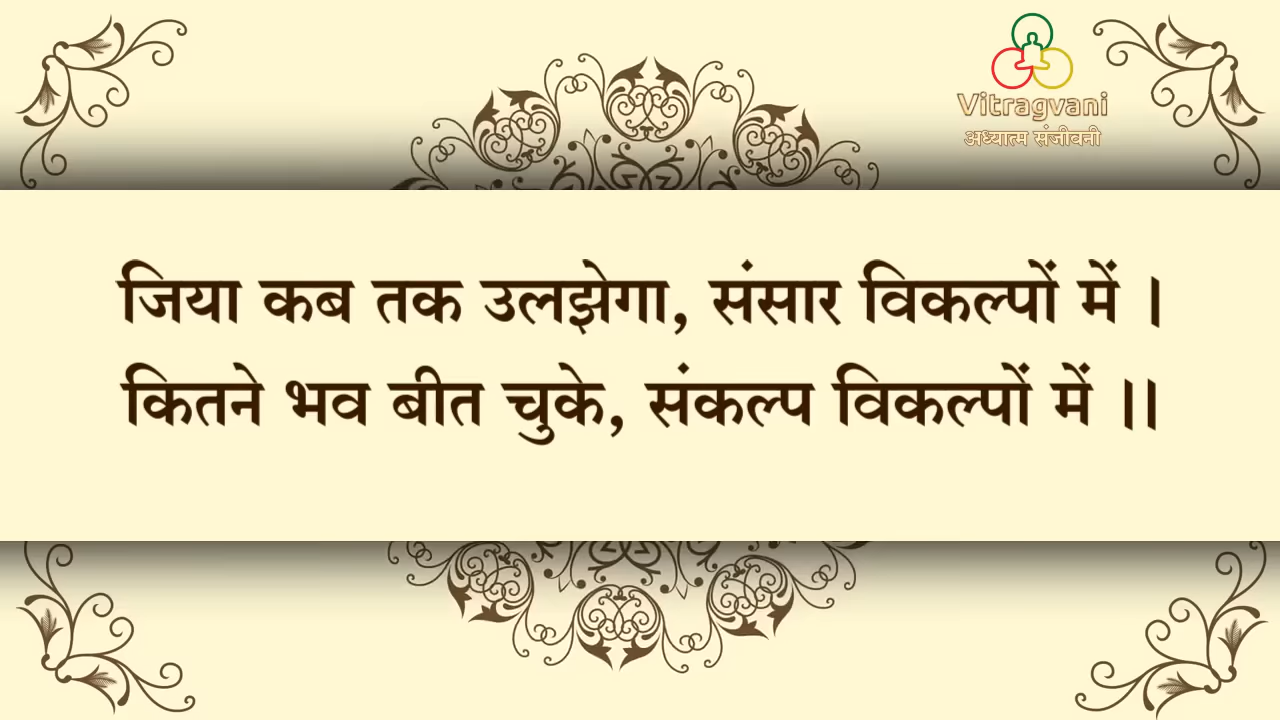 Vitragvani
अध्यात्म संजीवनी
जिया कब तक उलझेगा, संसार विकल्पों में ।
कितने भव बीत चुके, संकल्प विकल्पों में ।।